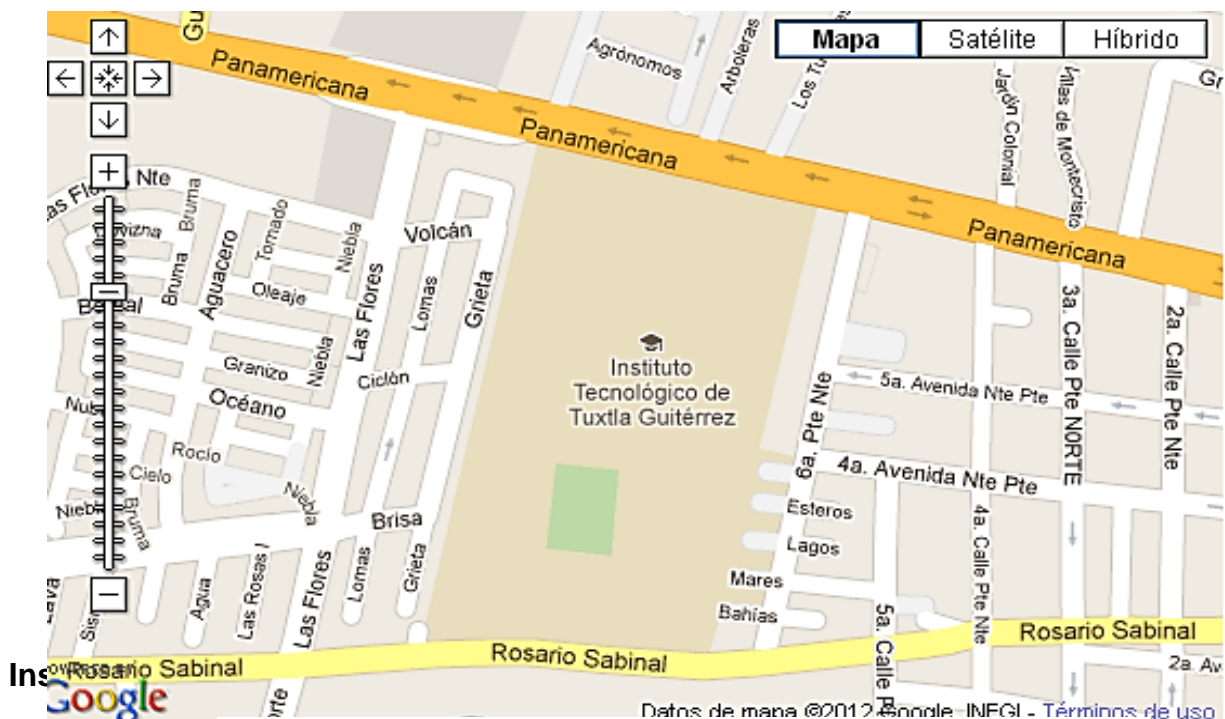 Mapa
Satélite
Híbrido
Panamericana
Agrónomos
Arboleras
Jardín Colonial
Villas de Montecristo
Panamericana
Panamericana
Nte
Bruma
Tornado
Niebla
Volcán
Aguacero
Bruma
Oleaje
Las Flores
Lomas
Grieta
3a. Calle Pte NORTE
2a. Calle Pte Nte
Granizo
Niebla
Ciclón
Instituto
Tecnológico de
Tuxtla Guitérrez
5a. Avenida Nte Pte
Océano
6a. Pte Nte
Rocío
Cielo
4a. Avenida Nte Pte
Niebla
Bruma
Brisa
Esteros
Lagos
4a. Calle Pte Nte
Agua
Las Rosas I
Las Flores
Lomas
Grieta
Mares
Bahías
5a. Calle
Rosario Sabinal
Rosario Sabinal
Rosario Sabinal
2a. Av
Ins
Google
Datos de mapa ©2012 Google, INEGI - Términos de uso